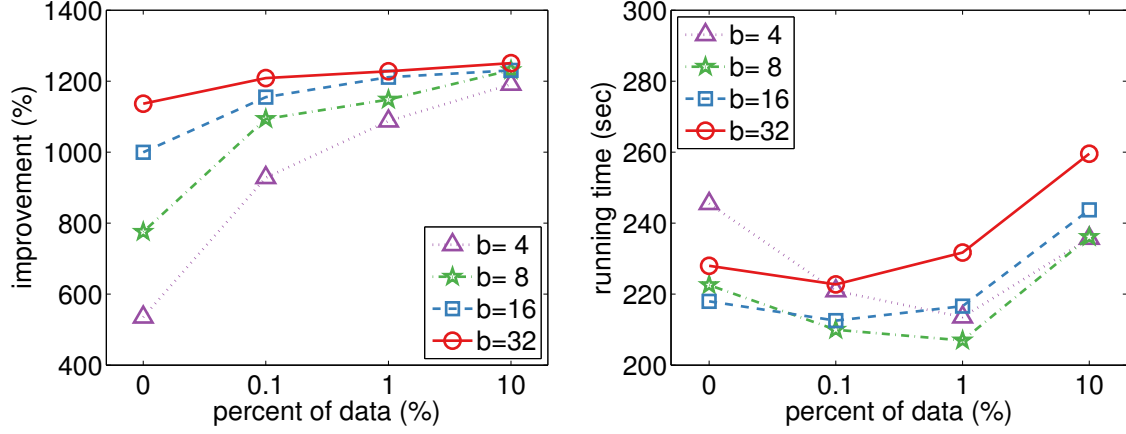 1400
1200
1000
800
600
400
improvement (%)
0 0.1 1 10
percent of data (%)
b= 4
b= 8
b=16
b=32
300
280
260
240
220
200
running time (sec)
0 0.1 1 10
percent of data (%)
b= 4
b= 8
b=16
b=32